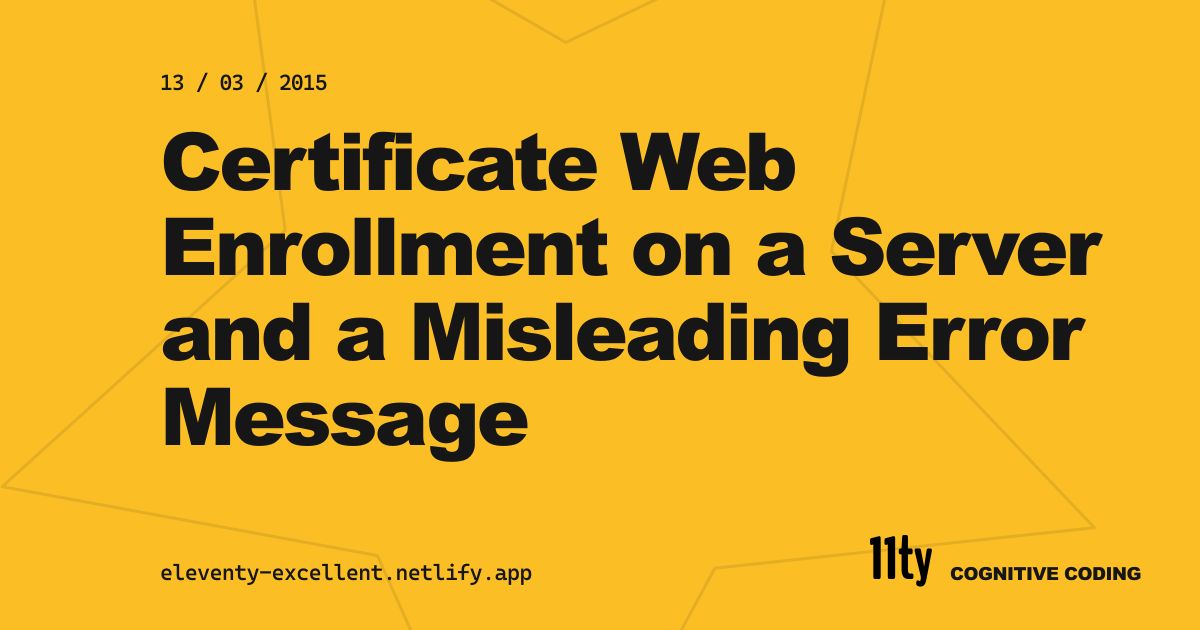 13 / 03 / 2015
Certificate Web
Enrollment on a Server
and a Misleading Error
Message
eleventy-excellent.netlify.app
11ty COGNITIVE CODING